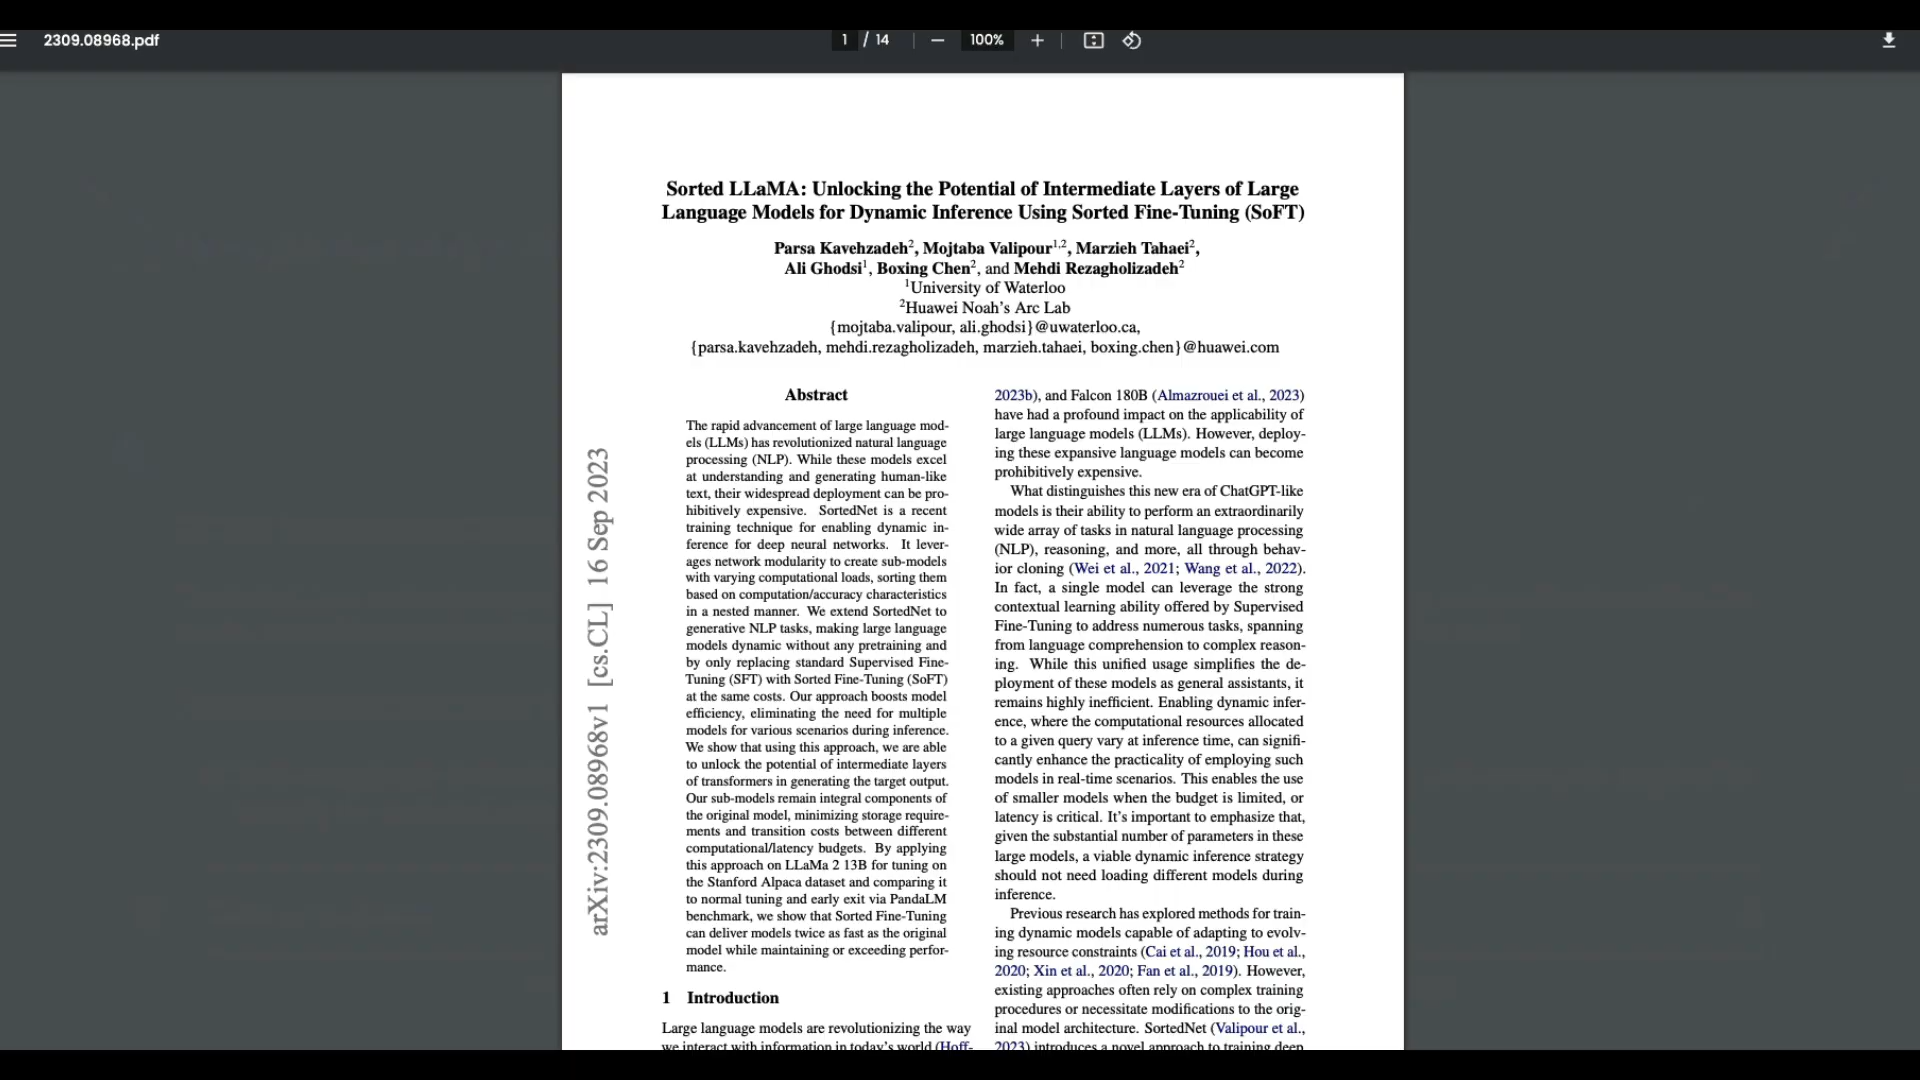 2309.08968.pdf
1 / 14
100%
Sorted LLaMA: Unlocking the Potential of Intermediate Layers of Large
Language Models for Dynamic Inference Using Sorted Fine-Tuning (SoFT)
Parsa Kavehzadeh2, Mojtaba Valipour1,2, Marzieh Tahaei2,
Ali Ghodsi1, Boxing Chen2, and Mehdi Rezagholizadeh2
1University of Waterloo
2Huawei Noah's Arc Lab
{mojtaba.valipour, ali.ghodsi}@uwaterloo.ca,
{parsa.kavehzadeh, mehdi.rezagholizadeh, marzieh.tahaei, boxing.chen}@huawei.com
arXiv:2309.08968v1 [cs.CL] 16 Sep 2023
Abstract
The rapid advancement of large language mod-
els (LLMs) has revolutionized natural language
processing (NLP). While these models excel
at understanding and generating human-like
text, their widespread deployment can be pro-
hibitively expensive. SortedNet is a recent
training technique for enabling dynamic in-
ference for deep neural networks. It lever-
ages network modularity to create sub-models
with varying computational loads, sorting them
based on computation/accuracy characteristics
in a nested manner. We extend SortedNet to
generative NLP tasks, making large language
models dynamic without any pretraining and
by only replacing standard Supervised Fine-
Tuning (SFT) with Sorted Fine-Tuning (SoFT)
at the same costs. Our approach boosts model
efficiency, eliminating the need for multiple
models for various scenarios during inference.
We show that using this approach, we are able
to unlock the potential of intermediate layers
of transformers in generating the target output.
Our sub-models remain integral components of
the original model, minimizing storage require-
ments and transition costs between different
computational/latency budgets. By applying
this approach on LLaMa 2 13B for tuning on
the Stanford Alpaca dataset and comparing it
to normal tuning and early exit via PandaLM
benchmark, we show that Sorted Fine-Tuning
can deliver models twice as fast as the original
model while maintaining or exceeding perfor-
mance.
1 Introduction
Large language models are revolutionizing the way
we interact with information in today's world (Hoff-
2023b), and Falcon 180B (Almazrouei et al., 2023)
have had a profound impact on the applicability of
large language models (LLMs). However, deploy-
ing these expansive language models can become
prohibitively expensive.
What distinguishes this new era of ChatGPT-like
models is their ability to perform an extraordinarily
wide array of tasks in natural language processing
(NLP), reasoning, and more, all through behav-
ior cloning (Wei et al., 2021; Wang et al., 2022).
In fact, a single model can leverage the strong
contextual learning ability offered by Supervised
Fine-Tuning to address numerous tasks, spanning
from language comprehension to complex reason-
ing. While this unified usage simplifies the de-
ployment of these models as general assistants, it
remains highly inefficient. Enabling dynamic infer-
ence, where the computational resources allocated
to a given query vary at inference time, can signifi-
cantly enhance the practicality of employing such
models in real-time scenarios. This enables the use
of smaller models when the budget is limited, or
latency is critical. It's important to emphasize that,
given the substantial number of parameters in these
large models, a viable dynamic inference strategy
should not need loading different models during
inference.
Previous research has explored methods for train-
ing dynamic models capable of adapting to evolv-
ing resource constraints (Cai et al., 2019; Hou et al.,
2020; Xin et al., 2020; Fan et al., 2019). However,
existing approaches often rely on complex training
procedures or necessitate modifications to the orig-
inal model architecture. SortedNet (Valipour et al.,
2023) introduces a novel approach to training deep